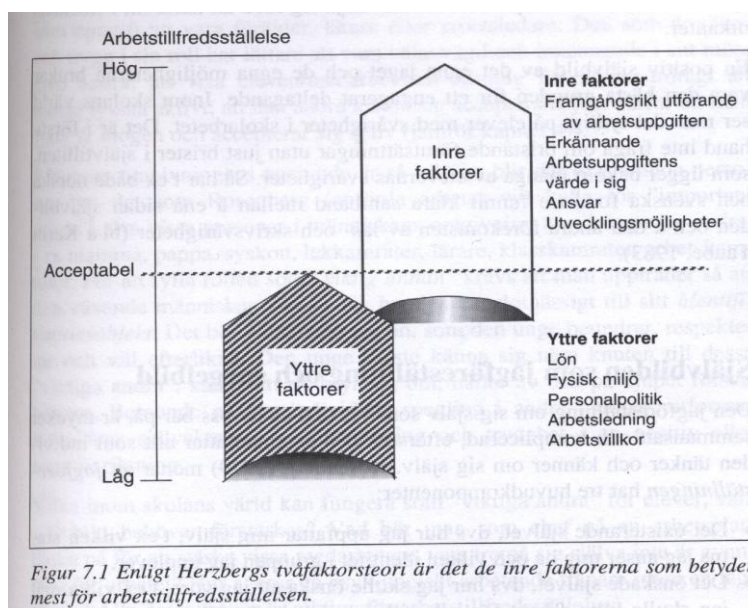 Arbetstillfredsställelse
Hög
Inre
faktorer
Inre faktorer
Framgångsrikt utförande
av arbetsuppgiften
Erkännande
Arbetsuppgiftens
värde i sig
Ansvar
Utvecklingsmöjligheter
Acceptabel
Yttre
faktorer
Yttre faktorer
Lön
Fysisk miljö
Personalpolitik
Arbetsledning
Arbetsvillkor
Låg
Figur 7.1 Enligt Herzbergs tvåfaktorsteori är det de inre faktorerna som betyder
mest för arbetstillfredsställelsen.